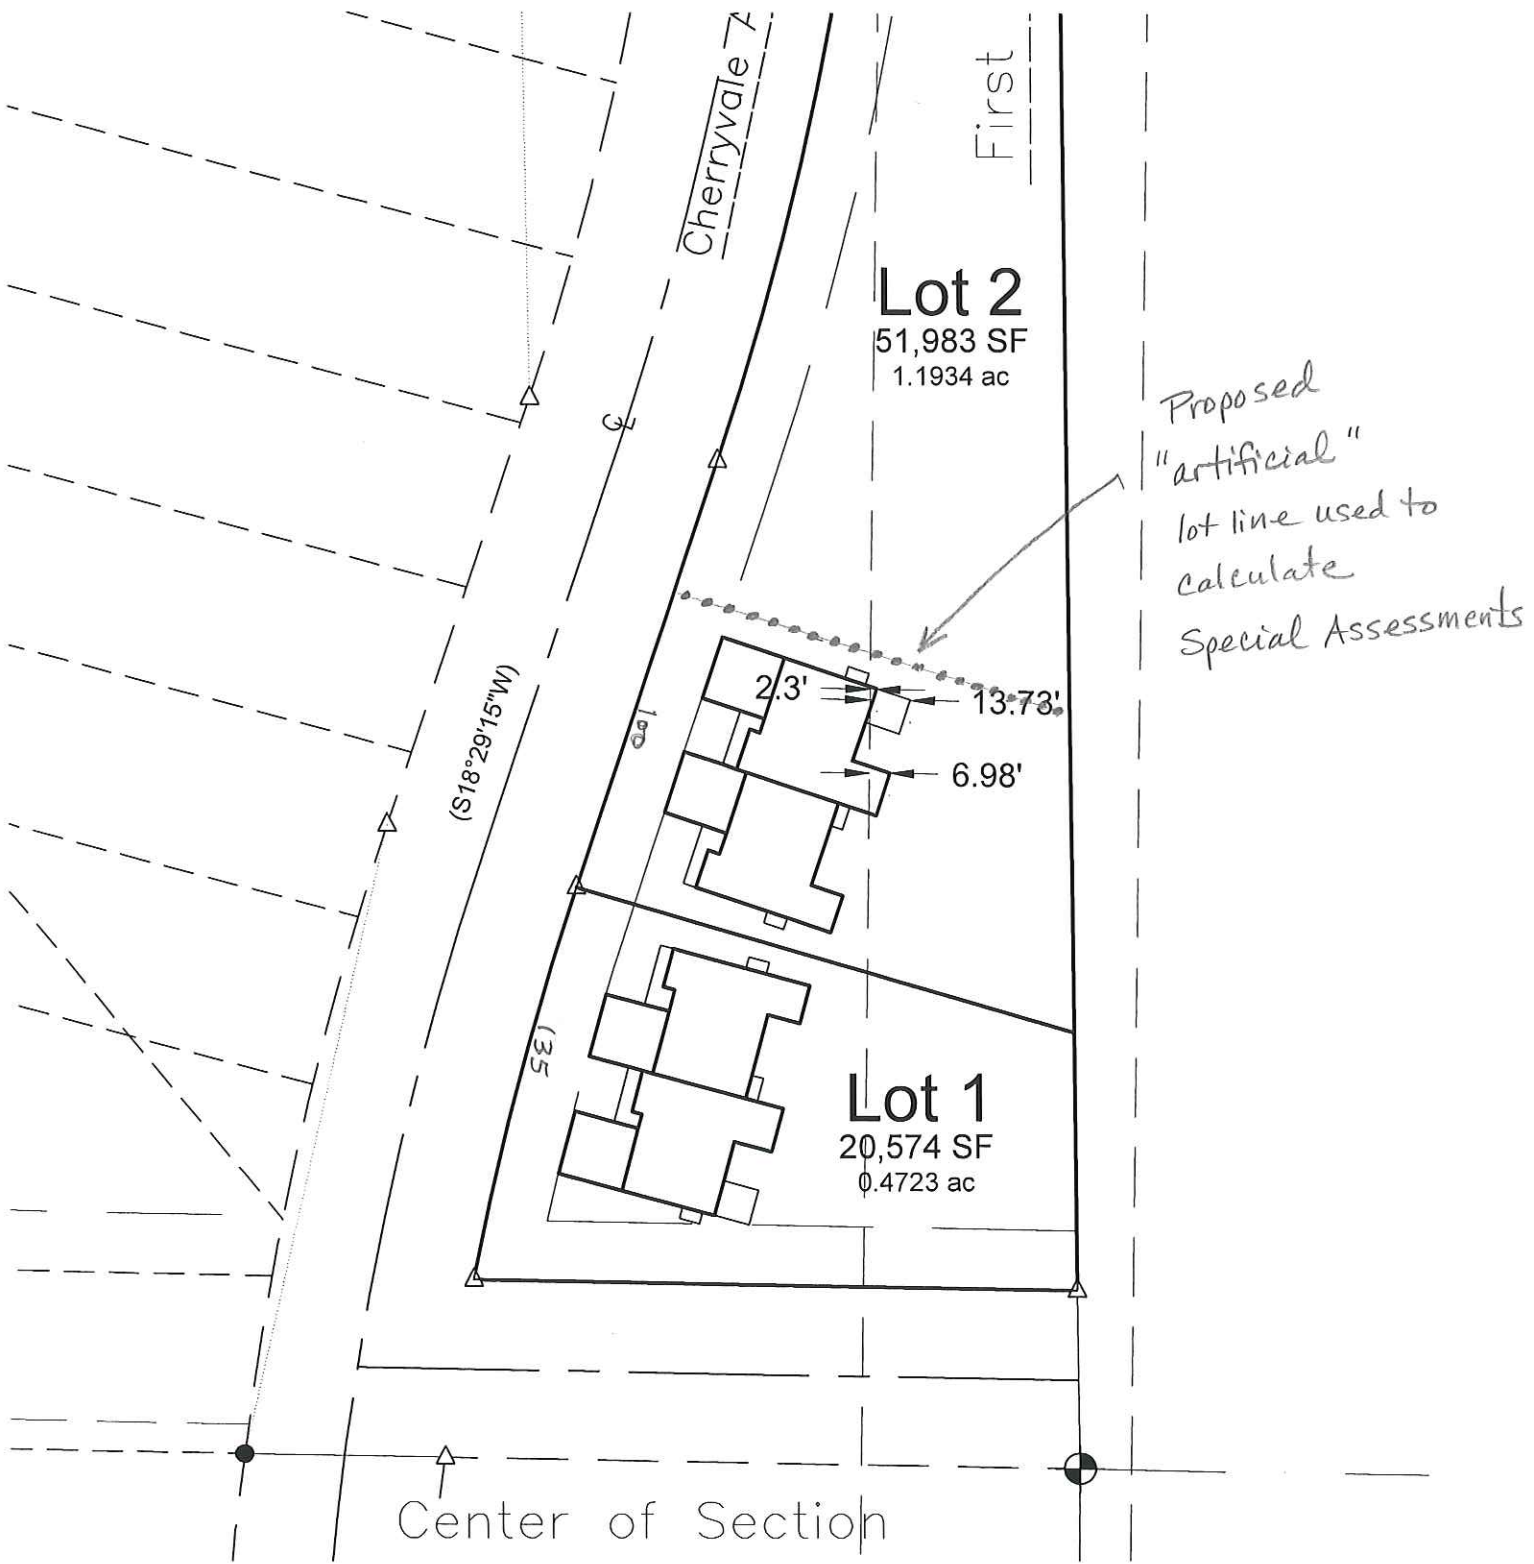 Cherryvale A
First
Lot 2
51,983 SF
1.1934 ac
Proposed
"artificial"
lot line used to
calculate
Special Assessments
2.3'
13.73'
6.98'
100
(S18°29'15"W)
135
Lot 1
20,574 SF
0.4723 ac
Center of Section